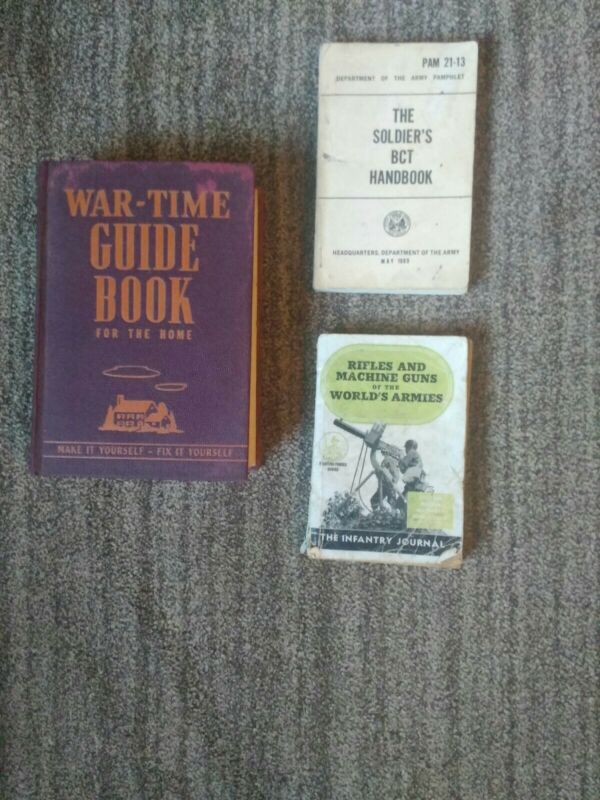 WAR-TIME
GUIDE
BOOK
FOR THE HOME
MAKE IT YOURSELF - FIX IT YOURSELF
PAM 21-13
DEPARTMENT OF THE ARMY PAMPHLET
THE
SOLDIER'S
BCT
HANDBOOK
HEADQUARTERS, DEPARTMENT OF THE ARMY
MAY 1969
RIFLES AND
MACHINE GUNS
OF THE
WORLD'S ARMIES
THE INFANTRY JOURNAL